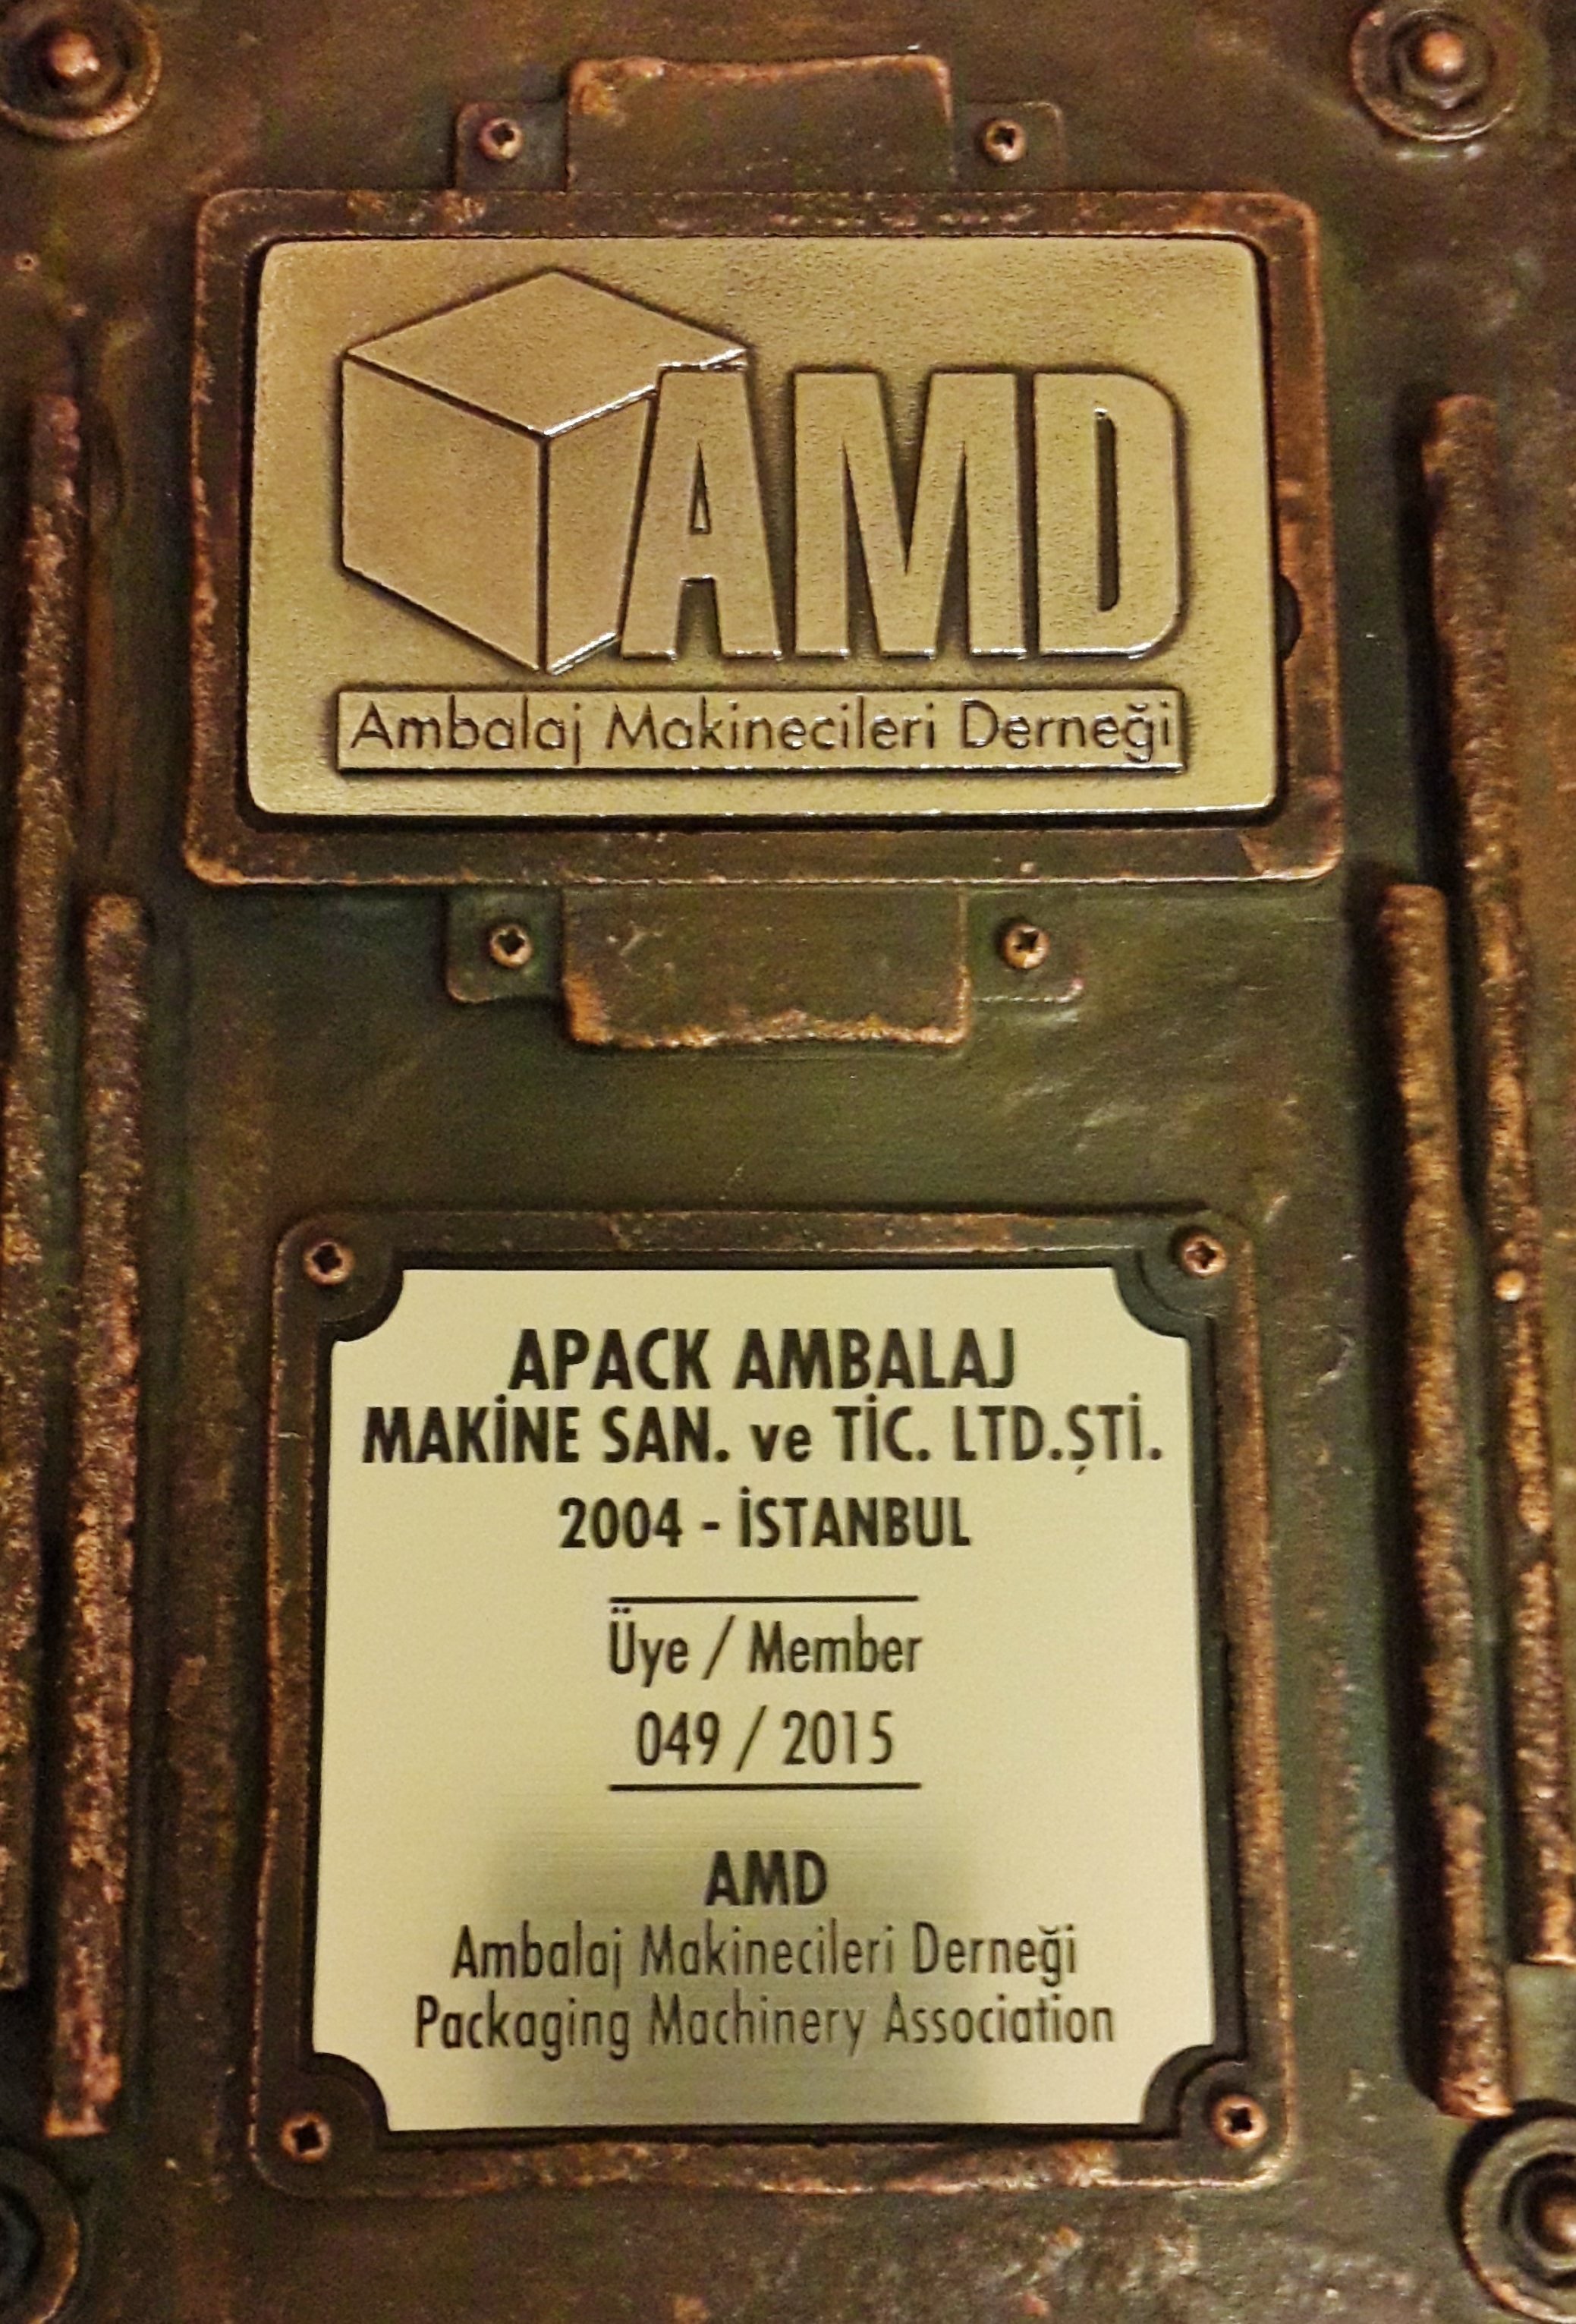 AMD
Ambalaj Makinecileri Derneği
APACK AMBALAJ
MAKİNE SAN. ve TİC. LTD.ŞTİ.
2004 - İSTANBUL
Üye / Member
049 / 2015
AMD
Ambalaj Makinecileri Derneği
Packaging Machinery Association